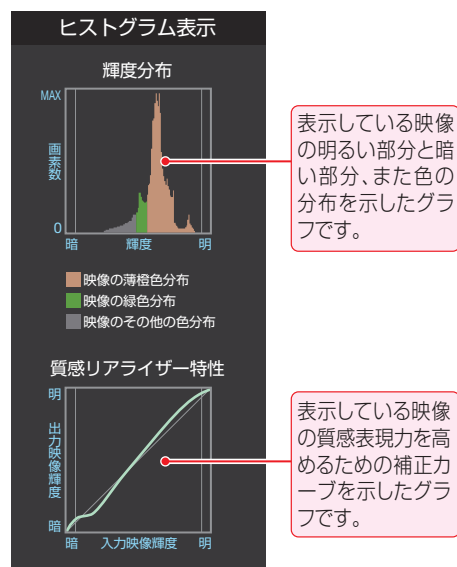 ヒストグラム表示
輝度分布
MAX
画素数
0
暗 輝度 明
映像の薄橙色分布
映像の緑色分布
映像のその他の色分布
表示している映像
の明るい部分と暗
い部分、また色の
分布を示したグラ
フです。
質感リアライザー特性
明
出力映像輝度
暗
暗 入力映像輝度 明
表示している映像
の質感表現力を高
めるための補正カ
ーブを示したグラ
フです。